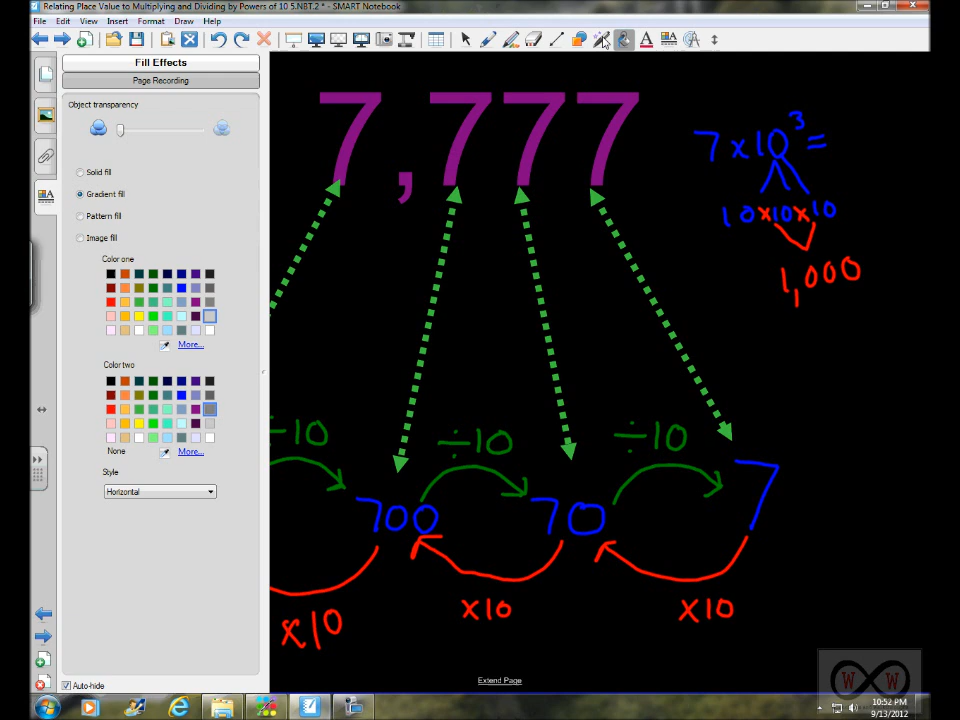 Relating Place Value to Multiplying and Dividing by Powers of 10 5.NBT.2 * - SMART Notebook
File Edit View Insert Format Draw Help
Fill Effects
Page Recording
Object transparency
Solid fill
Gradient fill
Pattern fill
Image fill
Color one
More...
Color two
None More...
Style
Horizontal
Auto-hide
7,777
7x10³=
10x10x10
1,000
÷10 ÷10 ÷10
700 70 7
x10 x10 x10
Extend Page
W W
10:52 PM
9/13/2012